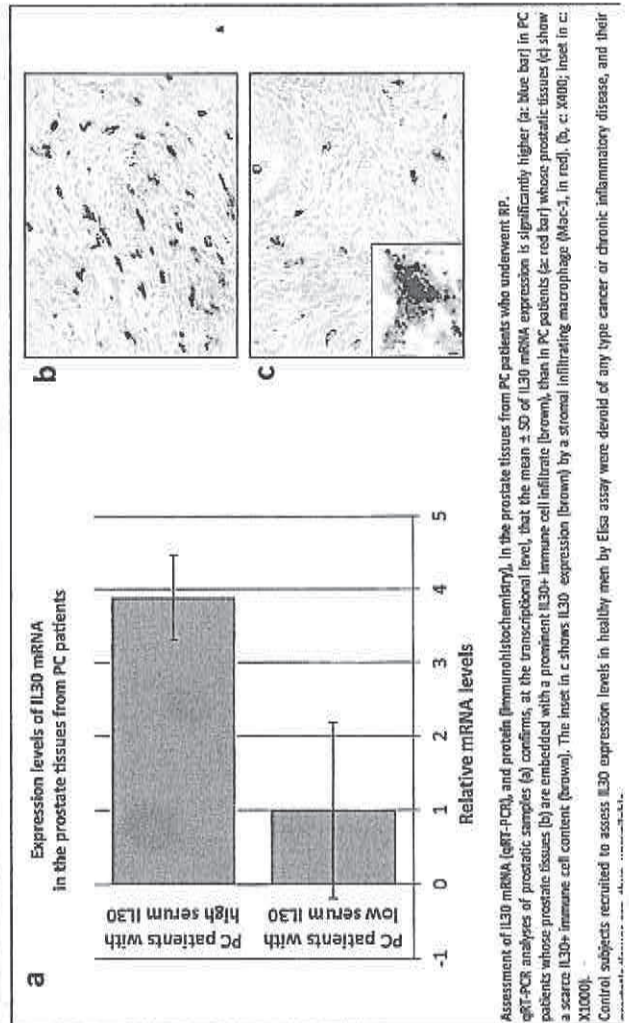 a
Expression levels of IL30 mRNA
in the prostate tissues from PC patients
PC patients with
high serum IL30
PC patients with
low serum IL30
-1 0 1 2 3 4 5
Relative mRNA levels
b
c
Assessment of IL30 mRNA (qRT-PCR), and protein (immunohistochemistry), in the prostate tissues from PC patients who underwent RP.
qRT-PCR analyses of prostatic samples (a) confirms, at the transcriptional level, that the mean ± SD of IL30 mRNA expression is significantly higher (a: blue bar) in PC
patients whose prostate tissues (b) are embedded with a prominent IL30+ immune cell infiltrate (brown), than in PC patients (a: red bar) whose prostatic tissues (c) show
a scarce IL30+ immune cell content (brown). The inset in c shows IL30 expression (brown) by a stromal infiltrating macrophage (Mac-1, in red). (b, c: X400; inset in c:
X1000).
Control subjects recruited to assess IL30 expression levels in healthy men by Elisa assay were devoid of any type cancer or chronic inflammatory disease, and their